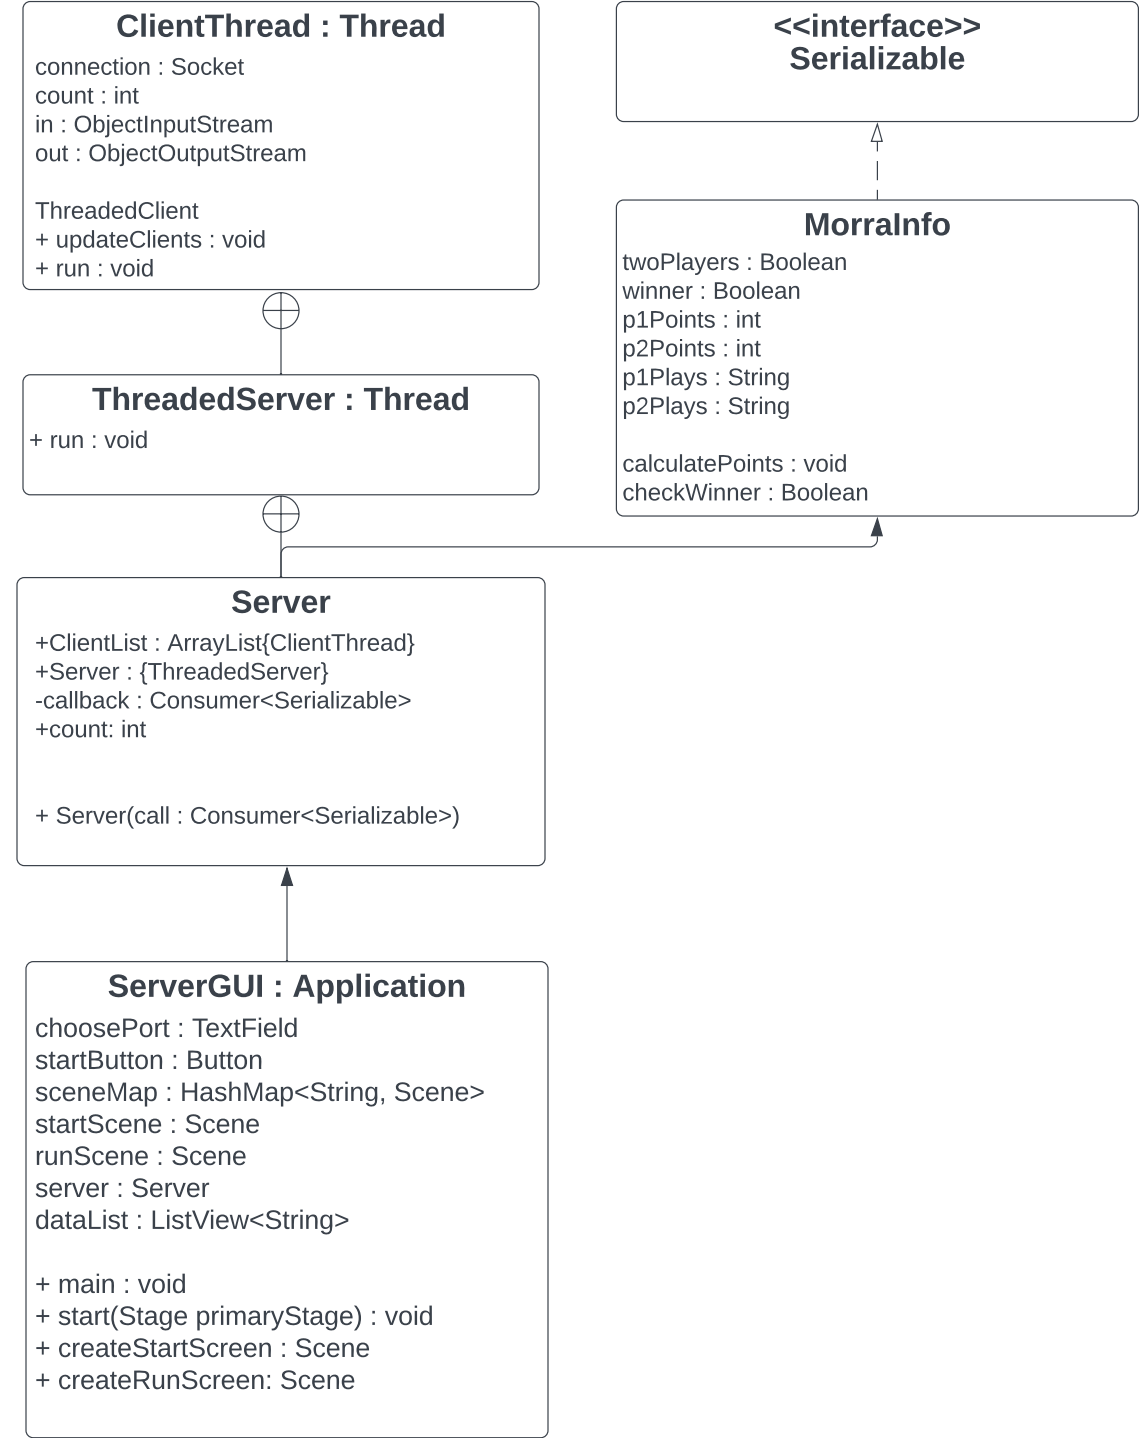 ClientThread : Thread
connection : Socket
count : int
in : ObjectInputStream
out : ObjectOutputStream
ThreadedClient
+ updateClients : void
+ run : void
<<interface>>
Serializable
MorraInfo
twoPlayers : Boolean
winner : Boolean
p1Points : int
p2Points : int
p1Plays : String
p2Plays : String
calculatePoints : void
checkWinner : Boolean
ThreadedServer : Thread
+ run : void
Server
+ClientList : ArrayList{ClientThread}
+Server : {ThreadedServer}
-callback : Consumer<Serializable>
+count: int
+ Server(call : Consumer<Serializable>)
ServerGUI : Application
choosePort : TextField
startButton : Button
sceneMap : HashMap<String, Scene>
startScene : Scene
runScene : Scene
server : Server
dataList : ListView<String>
+ main : void
+ start(Stage primaryStage) : void
+ createStartScreen : Scene
+ createRunScreen: Scene